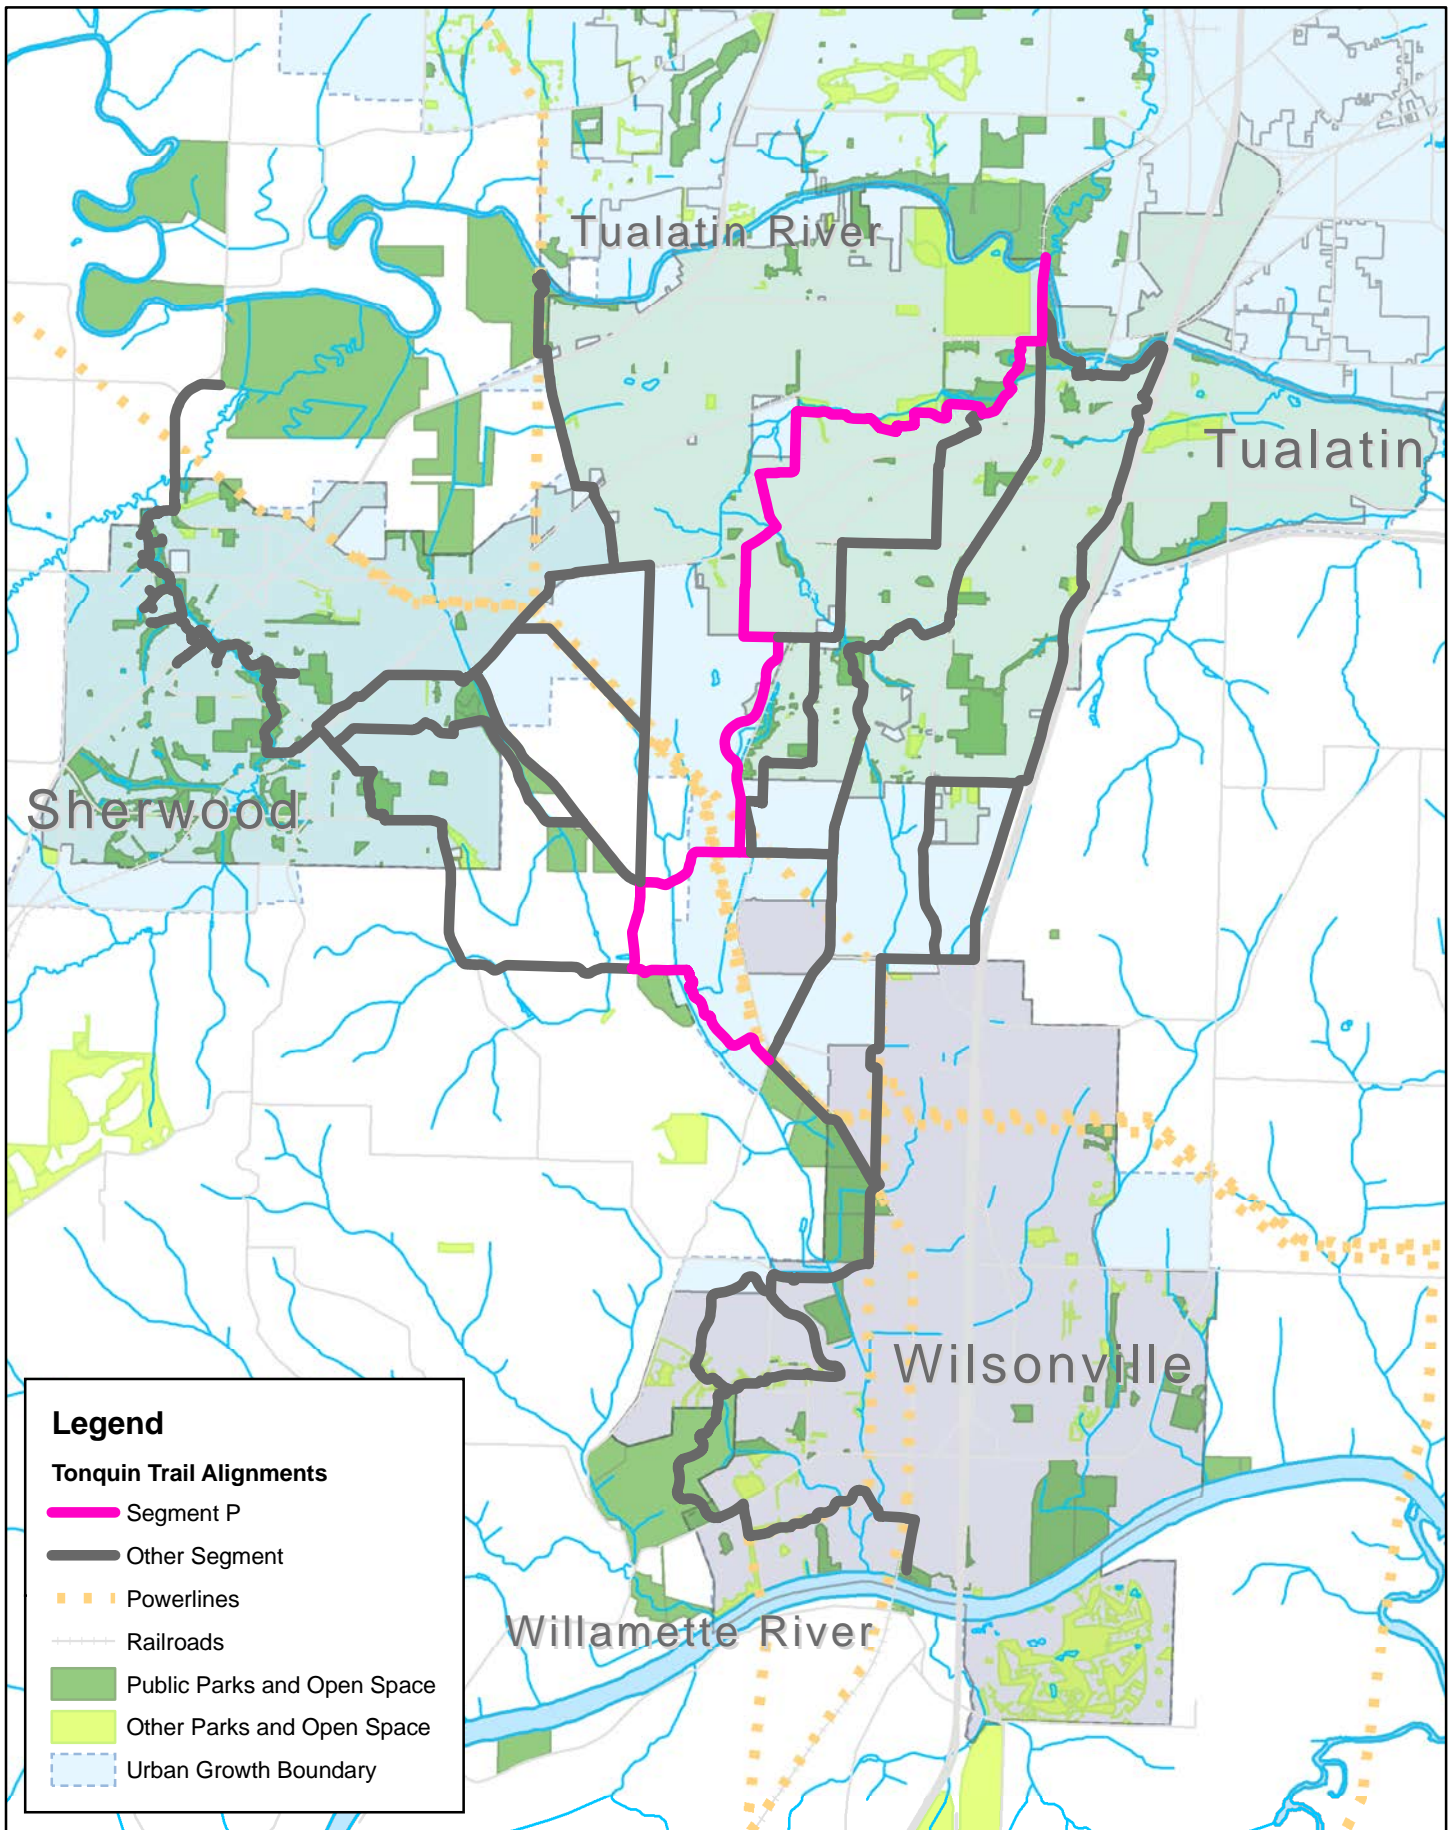 Tualatin River
Tualatin
Sherwood
Wilsonville
Willamette River
Legend
Tonquin Trail Alignments
Segment P
Other Segment
Powerlines
Railroads
Public Parks and Open Space
Other Parks and Open Space
Urban Growth Boundary